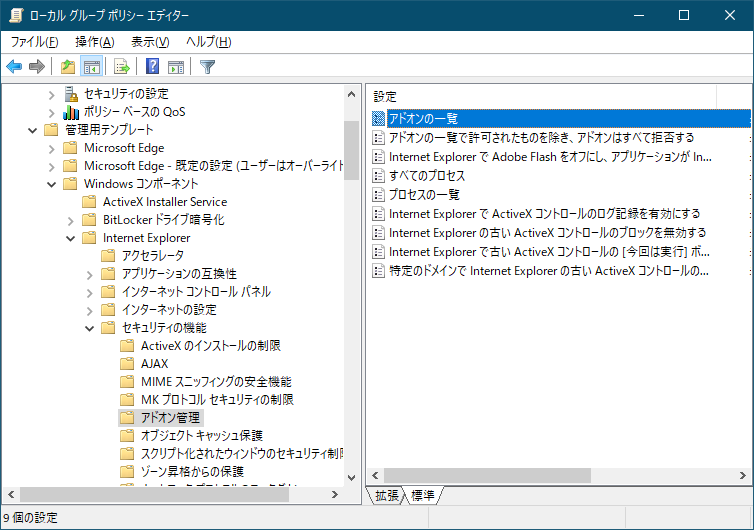 ローカル グループ ポリシー エディター
ファイル(F) 操作(A) 表示(V) ヘルプ(H)
セキュリティの設定
ポリシー ベースの QoS
管理用テンプレート
Microsoft Edge
Microsoft Edge - 既定の設定 (ユーザーはオーバーライト
Windows コンポーネント
ActiveX Installer Service
BitLocker ドライブ暗号化
Internet Explorer
アクセラレータ
アプリケーションの互換性
インターネット コントロール パネル
インターネットの設定
セキュリティの機能
ActiveX のインストールの制限
AJAX
MIME スニッフィングの安全機能
MK プロトコル セキュリティの制限
アドオン管理
オブジェクト キャッシュ保護
スクリプト化されたウィンドウのセキュリティ制限
ゾーン昇格からの保護
設定
アドオンの一覧
アドオンの一覧で許可されたものを除き、アドオンはすべて拒否する
Internet Explorer で Adobe Flash をオフにし、アプリケーションが In...
すべてのプロセス
プロセスの一覧
Internet Explorer で ActiveX コントロールのログ記録を有効にする
Internet Explorer の古い ActiveX コントロールのブロックを無効する
Internet Explorer で古い ActiveX コントロールの [今回は実行] ボ...
特定のドメインで Internet Explorer の古い ActiveX コントロールの...
拡張 標準
9 個の設定